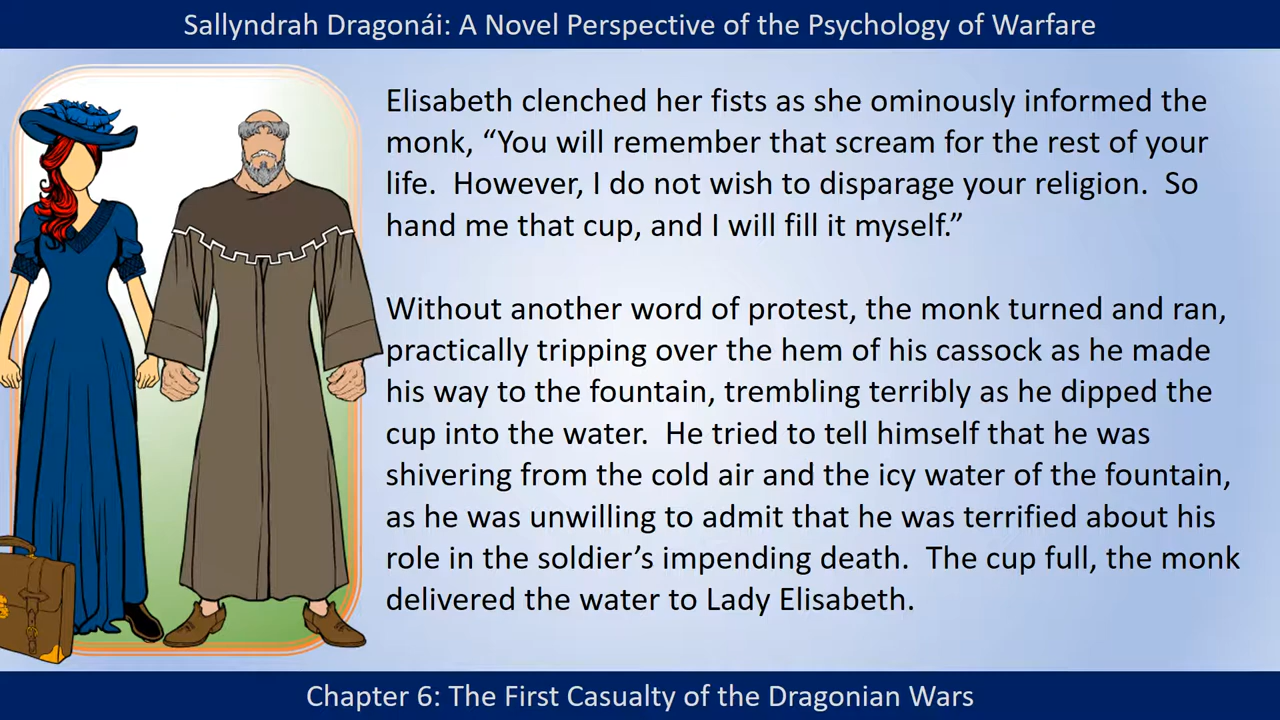 Sallyndrah Dragonái: A Novel Perspective of the Psychology of Warfare
Elisabeth clenched her fists as she ominously informed the
monk, “You will remember that scream for the rest of your
life.  However, I do not wish to disparage your religion.  So
hand me that cup, and I will fill it myself.”
Without another word of protest, the monk turned and ran,
practically tripping over the hem of his cassock as he made
his way to the fountain, trembling terribly as he dipped the
cup into the water.  He tried to tell himself that he was
shivering from the cold air and the icy water of the fountain,
as he was unwilling to admit that he was terrified about his
role in the soldier’s impending death.  The cup full, the monk
delivered the water to Lady Elisabeth.
Chapter 6: The First Casualty of the Dragonian Wars